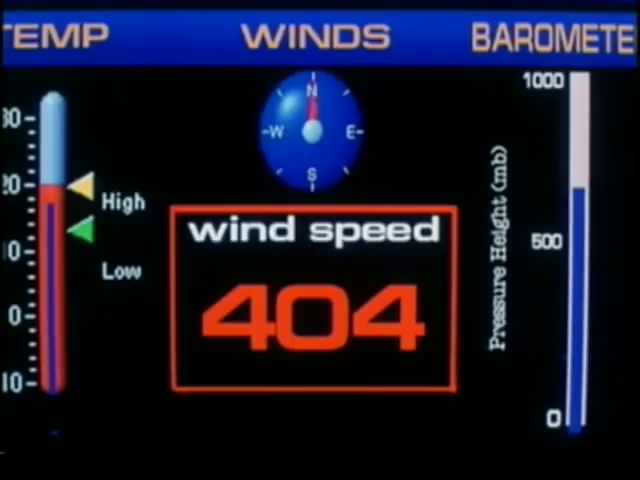 TEMP
WINDS
BAROMETE
30
20
10
0
10
High
Low
N
W
E
S
wind speed
404
Pressure Height (mb)
1000
500
0